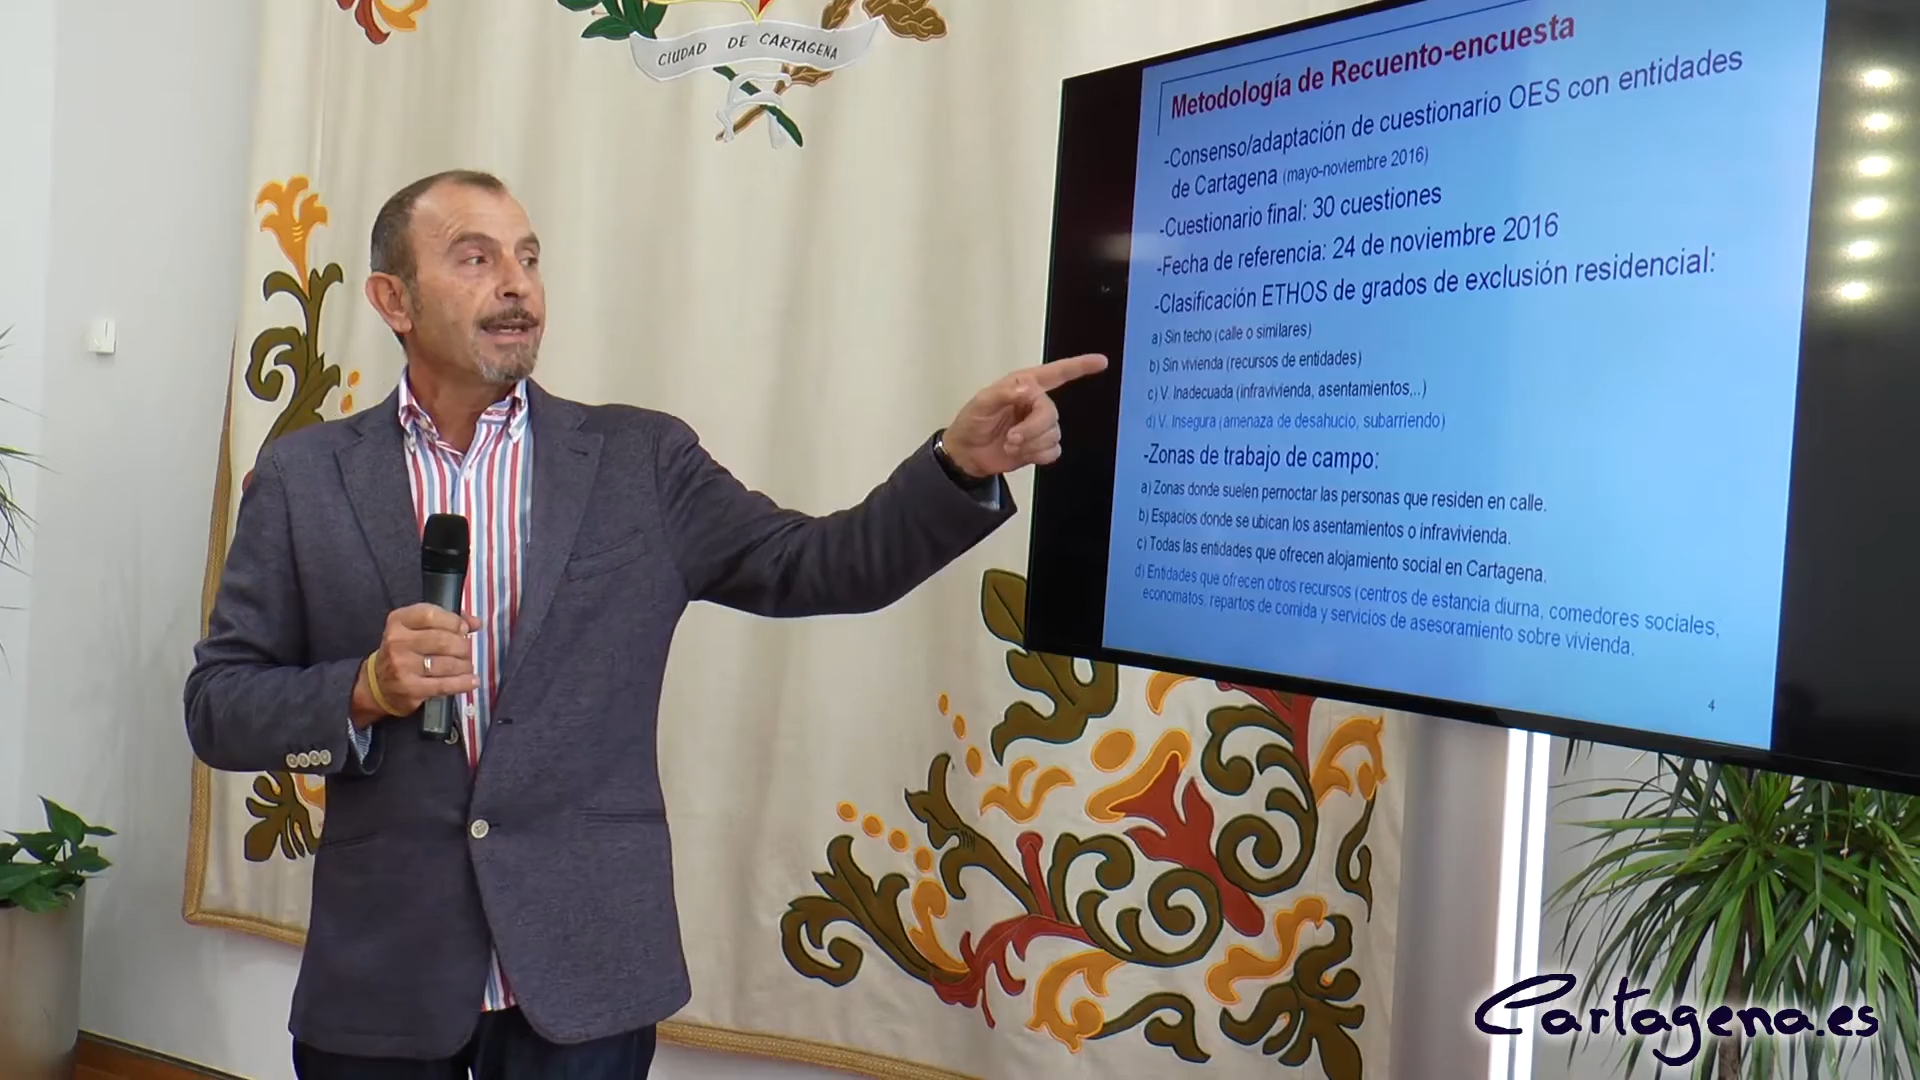 CIUDAD DE CARTAGENA
Metodología de Recuento-encuesta
-Consenso/adaptación de cuestionario OES con entidades
de Cartagena (mayo-noviembre 2016)
-Cuestionario final: 30 cuestiones
-Fecha de referencia: 24 de noviembre 2016
-Clasificación ETHOS de grados de exclusión residencial:
a) Sin techo (calle o similares)
b) Sin vivienda (recursos de entidades)
c) V. Inadecuada (infravivienda, asentamientos,..)
d) V. Insegura (amenaza de desahucio, subarriendo)
-Zonas de trabajo de campo:
a) Zonas donde suelen pernoctar las personas que residen en calle.
b) Espacios donde se ubican los asentamientos o infravivienda.
c) Todas las entidades que ofrecen alojamiento social en Cartagena.
d) Entidades que ofrecen otros recursos (centros de estancia diurna, comedores sociales,
economatos, repartos de comida y servicios de asesoramiento sobre vivienda.
4
Cartagena.es